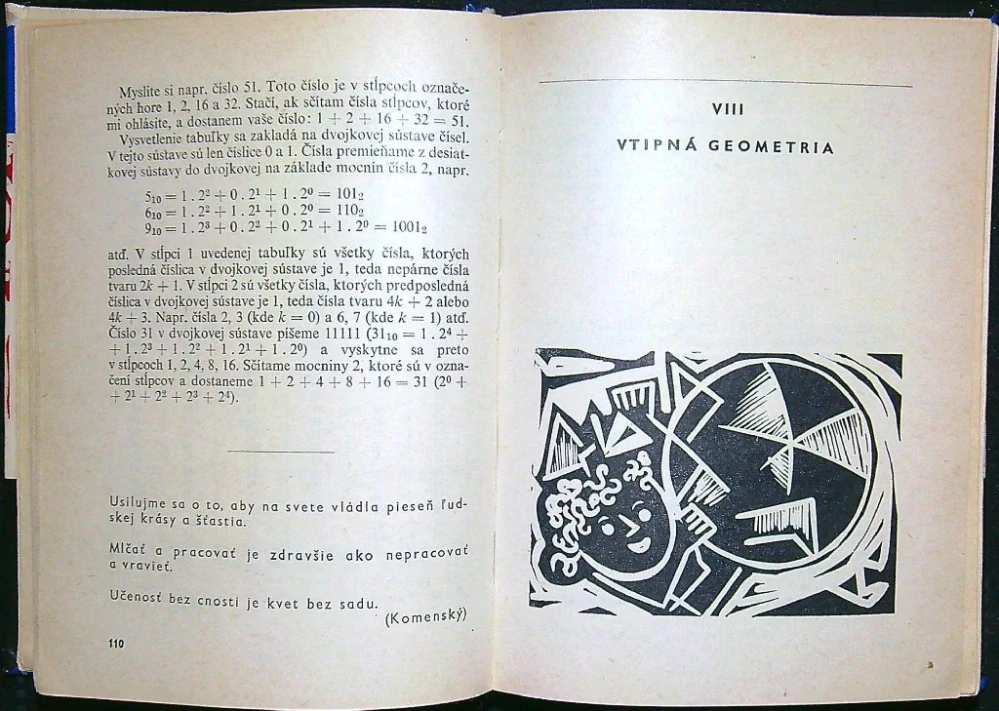 Myslite si napr. číslo 51. Toto číslo je v stĺpcoch označe-
ných hore 1, 2, 16 a 32. Stačí, ak sčítam čísla stĺpcov, ktoré
mi ohlásite, a dostanem vaše číslo: 1 + 2 + 16 + 32 = 51.
Vysvetlenie tabuľky sa zakladá na dvojkovej sústave čísel.
V tejto sústave sú len číslice 0 a 1. Čísla premieňame z desiat-
kovej sústavy do dvojkovej na základe mocnín čísla 2, napr.
5₁₀ = 1 . 2² + 0 . 2¹ + 1 . 2⁰ = 101₂
6₁₀ = 1 . 2² + 1 . 2¹ + 0 . 2⁰ = 110₂
9₁₀ = 1 . 2³ + 0 . 2² + 0 . 2¹ + 1 . 2⁰ = 1001₂
atď. V stĺpci 1 uvedenej tabuľky sú všetky čísla, ktorých
posledná číslica v dvojkovej sústave je 1, teda nepárne čísla
tvaru 2k + 1. V stĺpci 2 sú všetky čísla, ktorých predposledná
číslica v dvojkovej sústave je 1, teda čísla tvaru 4k + 2 alebo
4k + 3. Napr. čísla 2, 3 (kde k = 0) a 6, 7 (kde k = 1) atď.
Číslo 31 v dvojkovej sústave píšeme 11111 (31₁₀ = 1 . 2⁴ +
+ 1 . 2³ + 1 . 2² + 1 . 2¹ + 1 . 2⁰) a vyskytne sa preto
v stĺpcoch 1, 2, 4, 8, 16. Sčítame mocniny 2, ktoré sú v ozna-
čení stĺpcov a dostaneme 1 + 2 + 4 + 8 + 16 = 31 (2⁰ +
+ 2¹ + 2² + 2³ + 2⁴).
Usilujme sa o to, aby na svete vládla pieseň ľud-
skej krásy a šťastia.
Mlčať a pracovať je zdravšie ako nepracovať
a vravieť.
Učenosť bez cnosti je kvet bez sadu.
(Komenský)
110
VIII
VTIPNÁ GEOMETRIA